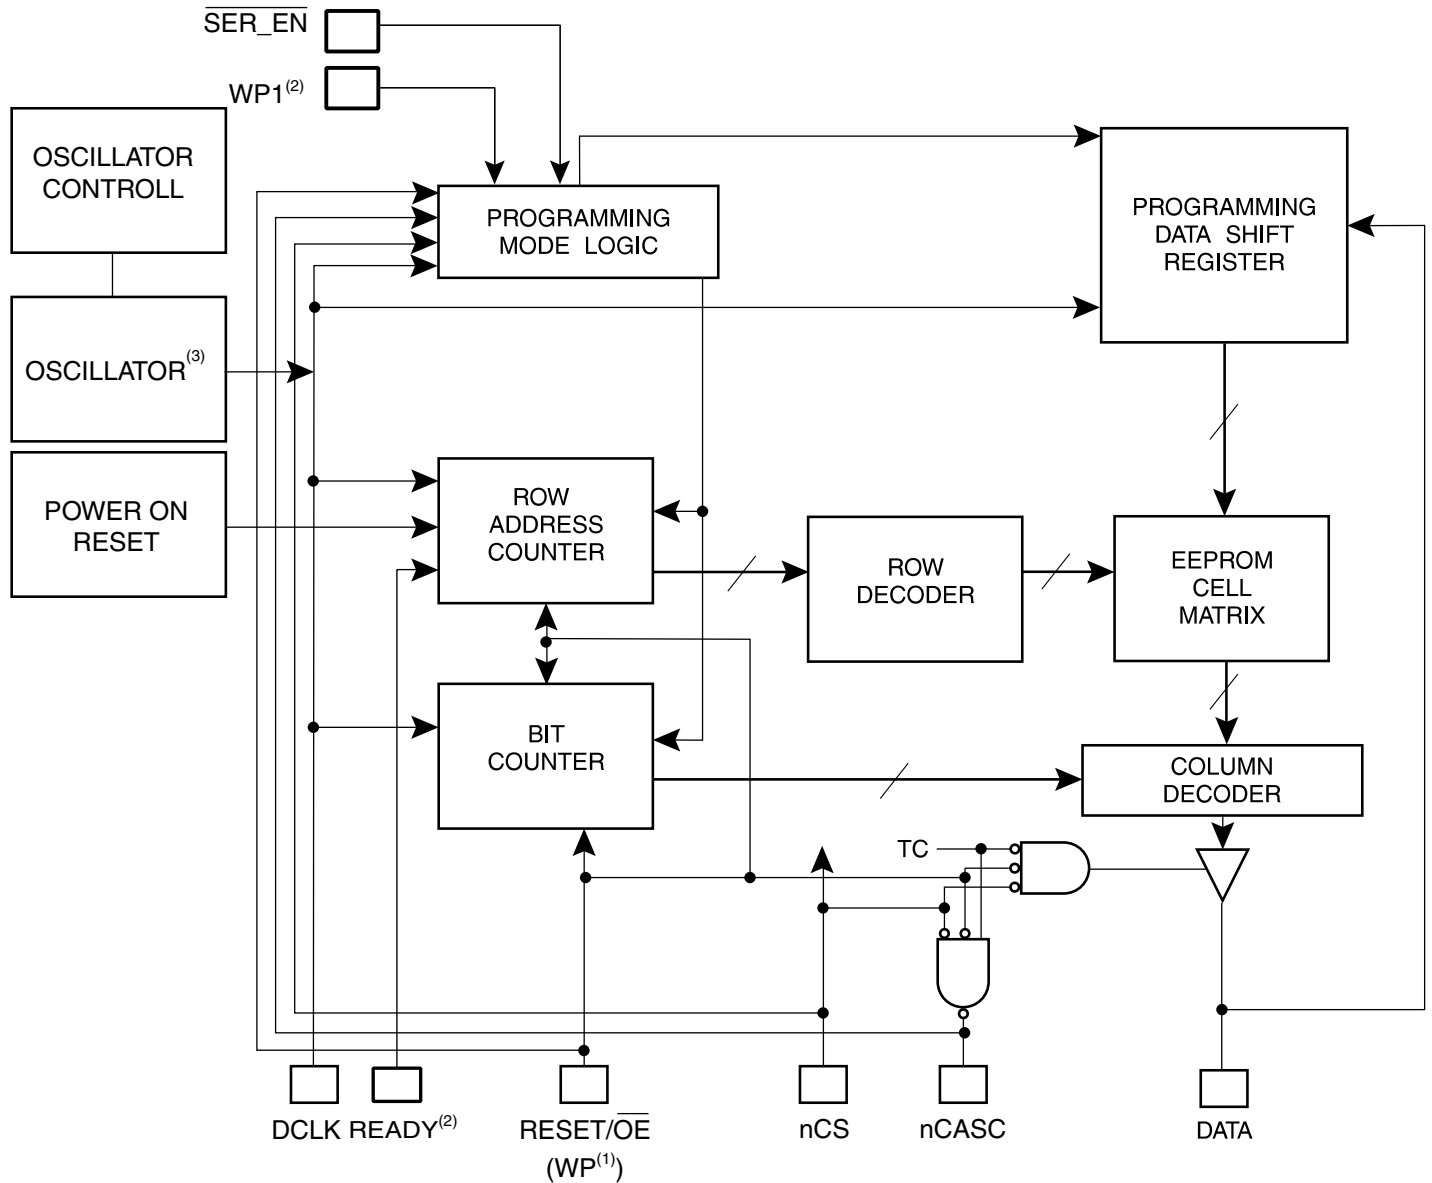 SER_EN
WP1(2)
OSCILLATOR
CONTROLL
PROGRAMMING
MODE LOGIC
PROGRAMMING
DATA SHIFT
REGISTER
OSCILLATOR(3)
POWER ON
RESET
ROW
ADDRESS
COUNTER
ROW
DECODER
EEPROM
CELL
MATRIX
BIT
COUNTER
COLUMN
DECODER
TC
DCLK
READY(2)
RESET/OE
(WP(1))
nCS
nCASC
DATA